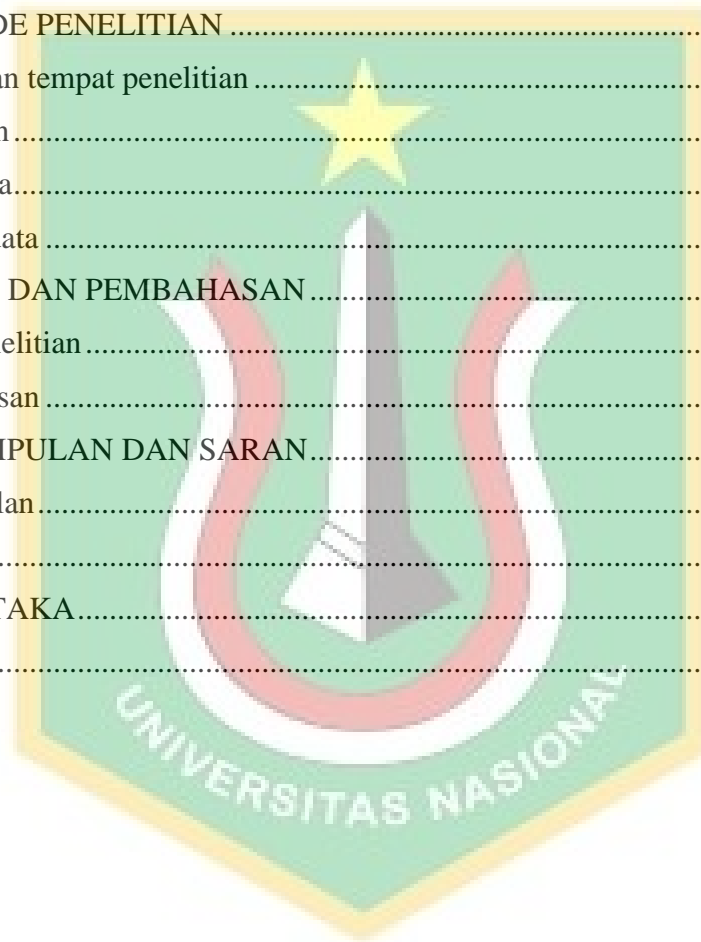 DE PENELITIAN ........................................................
an tempat penelitian ........................................................
n ........................................................
a ........................................................
ata ........................................................
DAN PEMBAHASAN ........................................................
elitian ........................................................
san ........................................................
IPULAN DAN SARAN ........................................................
lan ........................................................
........................................................
TAKA ........................................................
........................................................
UNIVERSITAS NASIONAL